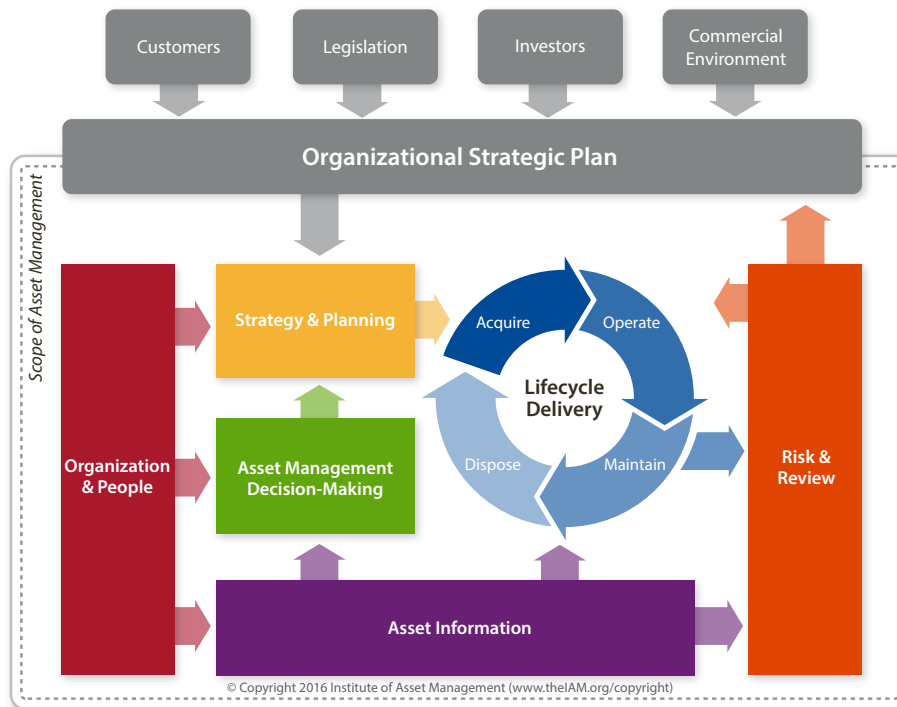 Customers
Legislation
Investors
Commercial
Environment
Organizational Strategic Plan
Scope of Asset Management
Strategy & Planning
Acquire
Operate
Lifecycle
Delivery
Organization
& People
Asset Management
Decision-Making
Dispose
Maintain
Risk &
Review
Asset Information
© Copyright 2016 Institute of Asset Management (www.theIAM.org/copyright)